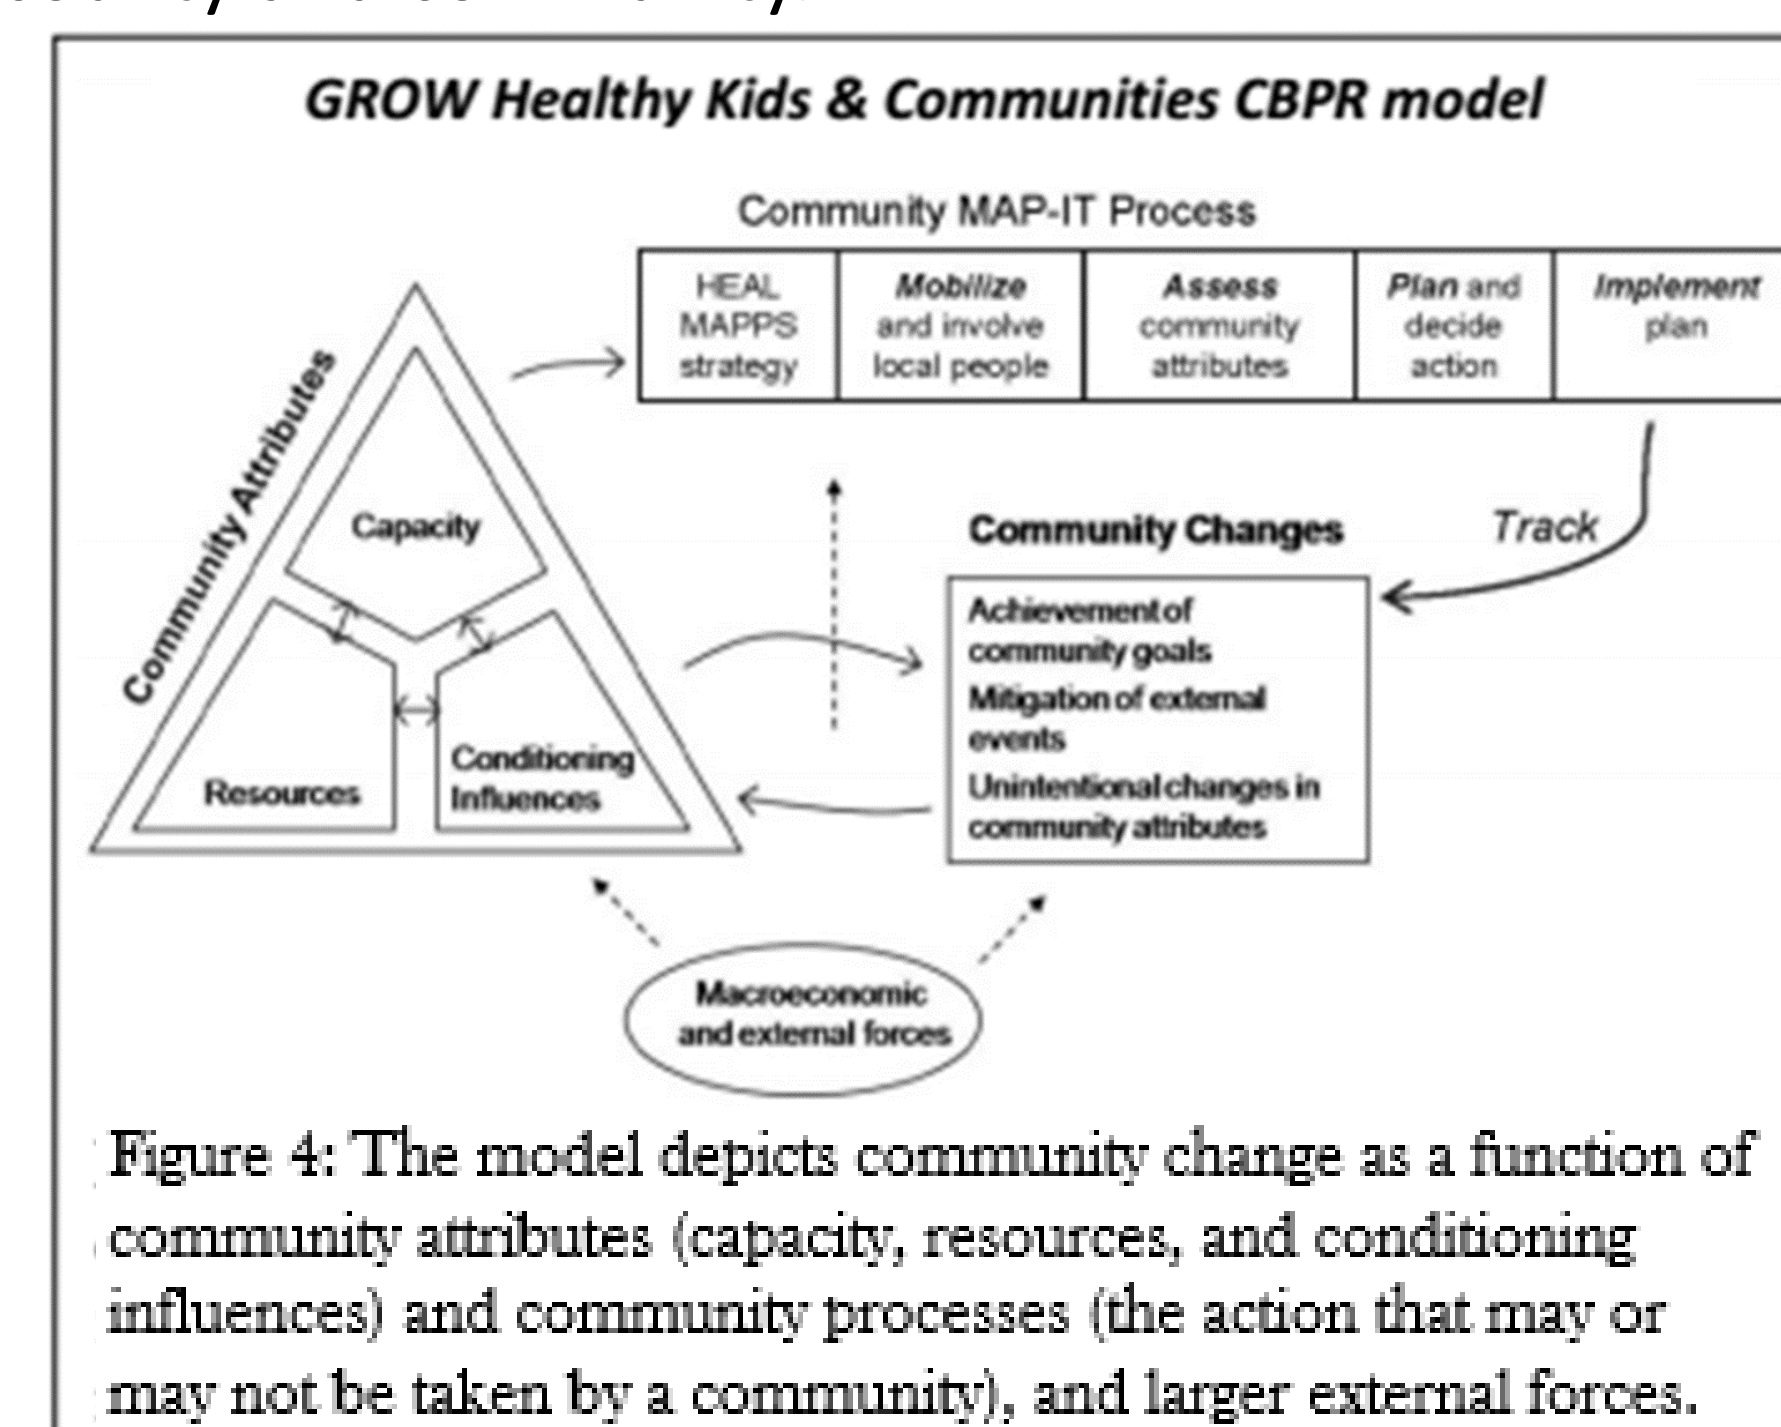 GROW Healthy Kids & Communities CBPR model
Community MAP-IT Process
HEAL
MAPPS
strategy
Mobilize
and involve
local people
Assess
community
attributes
Plan and
decide
action
Implement
plan
Community Attributes
Capacity
Resources
Conditioning
Influences
Track
Community Changes
Achievement of
community goals
Mitigation of external
events
Unintentional changes in
community attributes
Macroeconomic
and external forces
Figure 4: The model depicts community change as a function of
community attributes (capacity, resources, and conditioning
influences) and community processes (the action that may or
may not be taken by a community), and larger external forces.